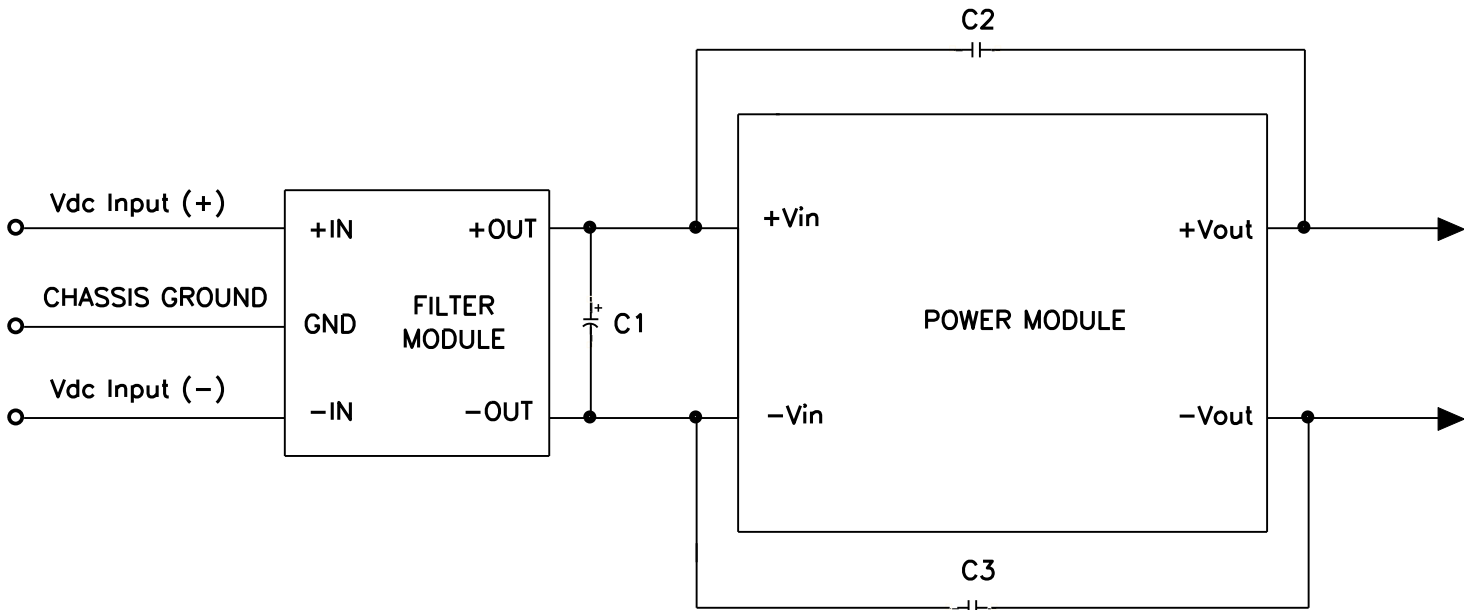 C2
Vdc Input (+)
+IN
+OUT
+Vin
+Vout
CHASSIS GROUND
GND
FILTER
MODULE
+
C1
POWER MODULE
Vdc Input (−)
−IN
−OUT
−Vin
−Vout
C3